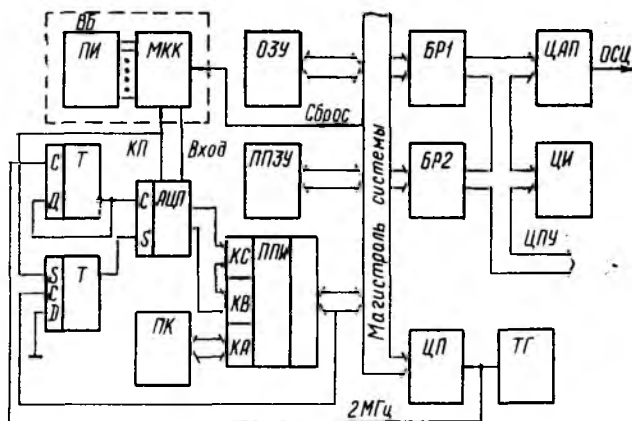 ВБ
ПИ
МКК
ОЗУ
БР1
ЦАП
ОСЦ
Сброс
КП
Вход
С Т
Д
АЦП
С
S
ППЗУ
БР2
ЦИ
ЦПУ
Магистраль системы
S Т
С
D
КС ППИ
КВ
КА
ПК
ЦП
ТГ
2МГц